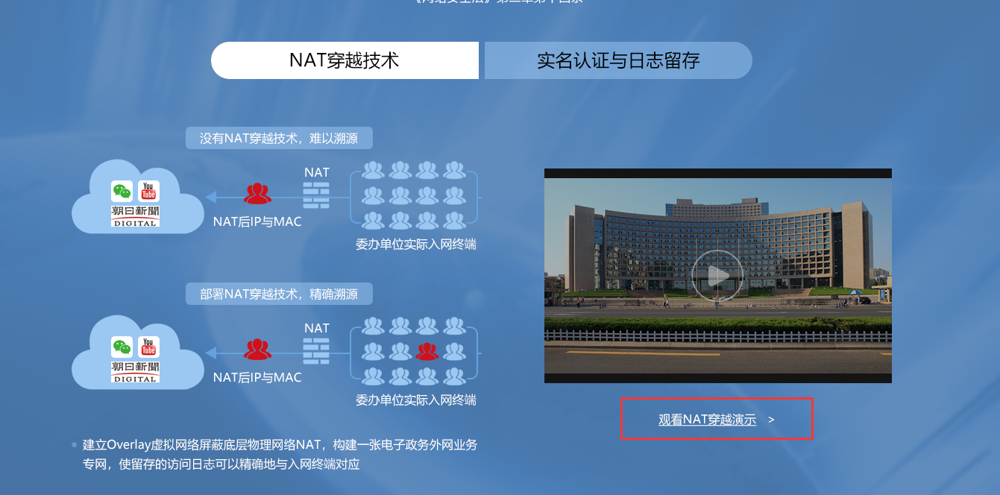 NAT穿越技术
实名认证与日志留存
没有NAT穿越技术，难以溯源
NAT
You
Tube
朝日新聞
DIGITAL
NAT后IP与MAC
委办单位实际入网终端
部署NAT穿越技术，精确溯源
NAT
You
Tube
朝日新聞
DIGITAL
NAT后IP与MAC
委办单位实际入网终端
观看NAT穿越演示 >
建立Overlay虚拟网络屏蔽底层物理网络NAT，构建一张电子政务外网业务
专网，使留存的访问日志可以精确地与入网终端对应